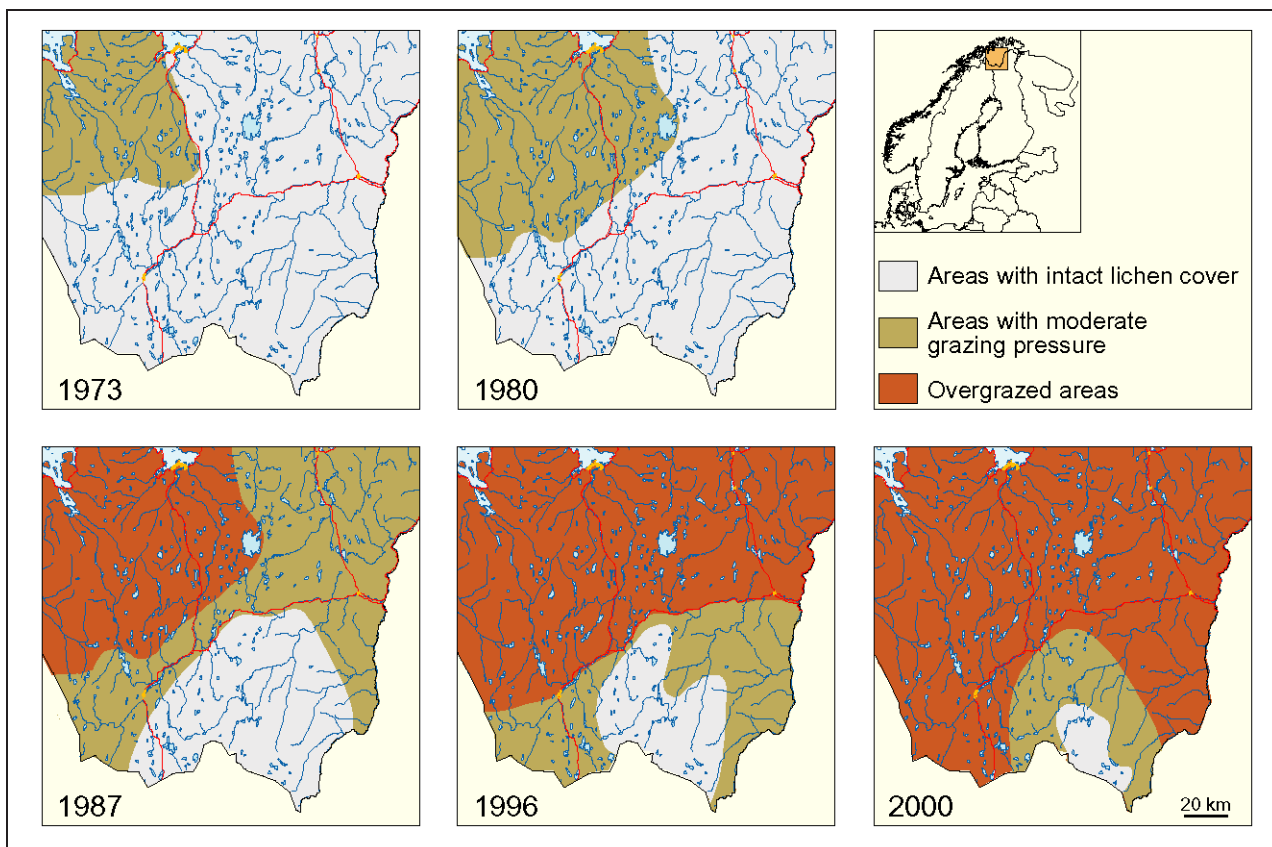 1973
1980
Areas with intact lichen cover
Areas with moderate
grazing pressure
Overgrazed areas
1987
1996
2000
20 km